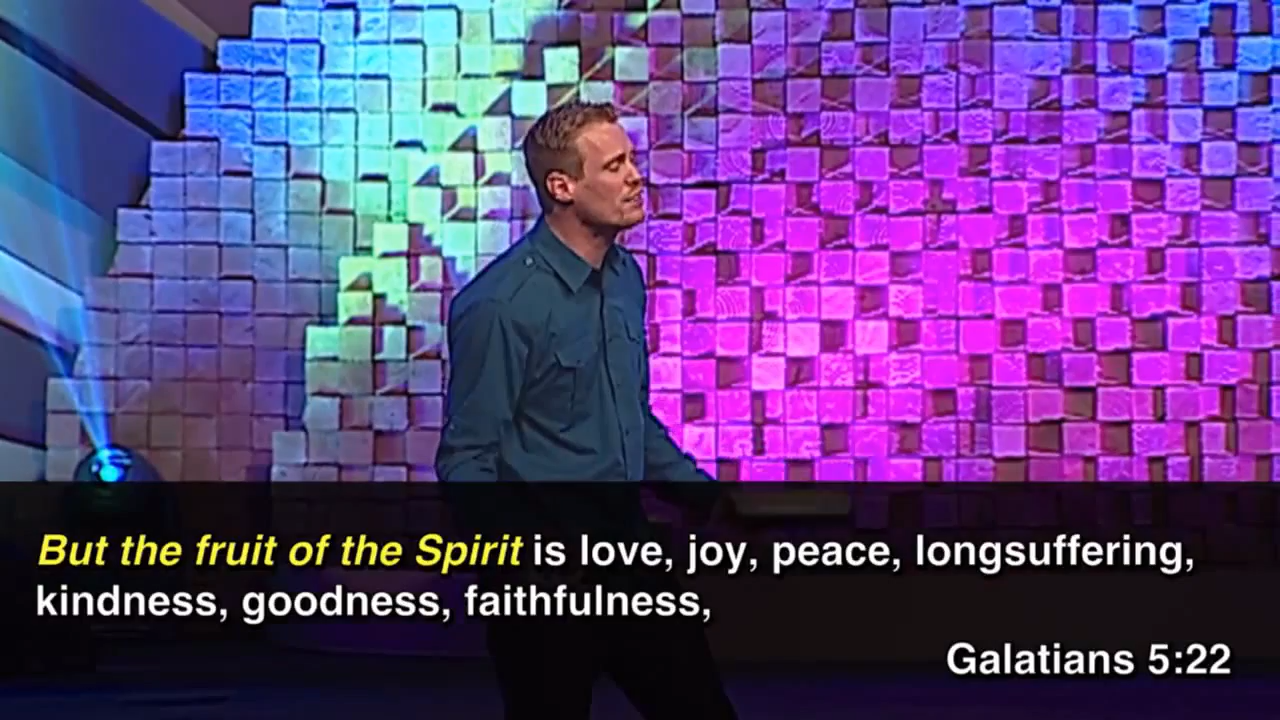 But the fruit of the Spirit is love, joy, peace, longsuffering,
kindness, goodness, faithfulness,
Galatians 5:22